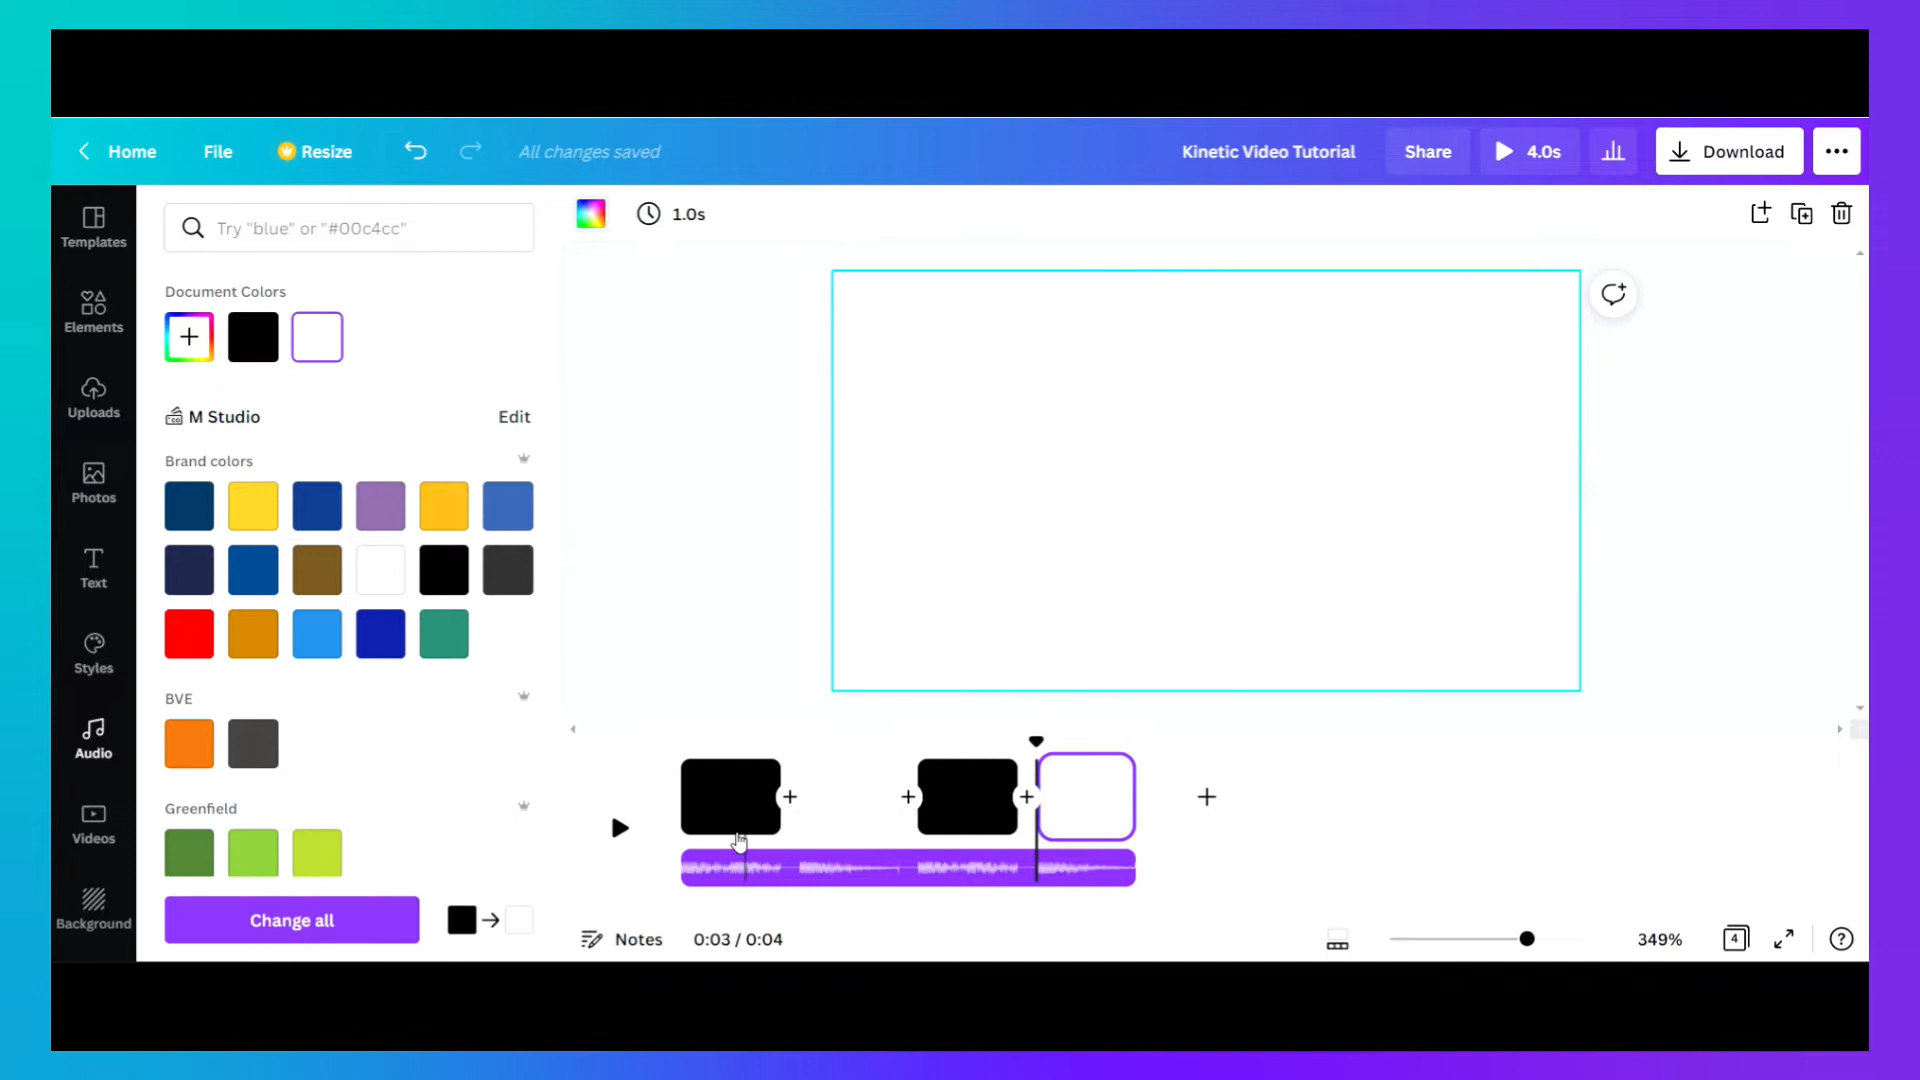 Home File Resize All changes saved Kinetic Video Tutorial Share 4.0s Download
Templates
Elements
Uploads
Photos
Text
Styles
Audio
Videos
Background
Try "blue" or "#00c4cc"
Document Colors
M Studio Edit
Brand colors
BVE
Greenfield
Change all
1.0s
Notes 0:03 / 0:04 349% 4